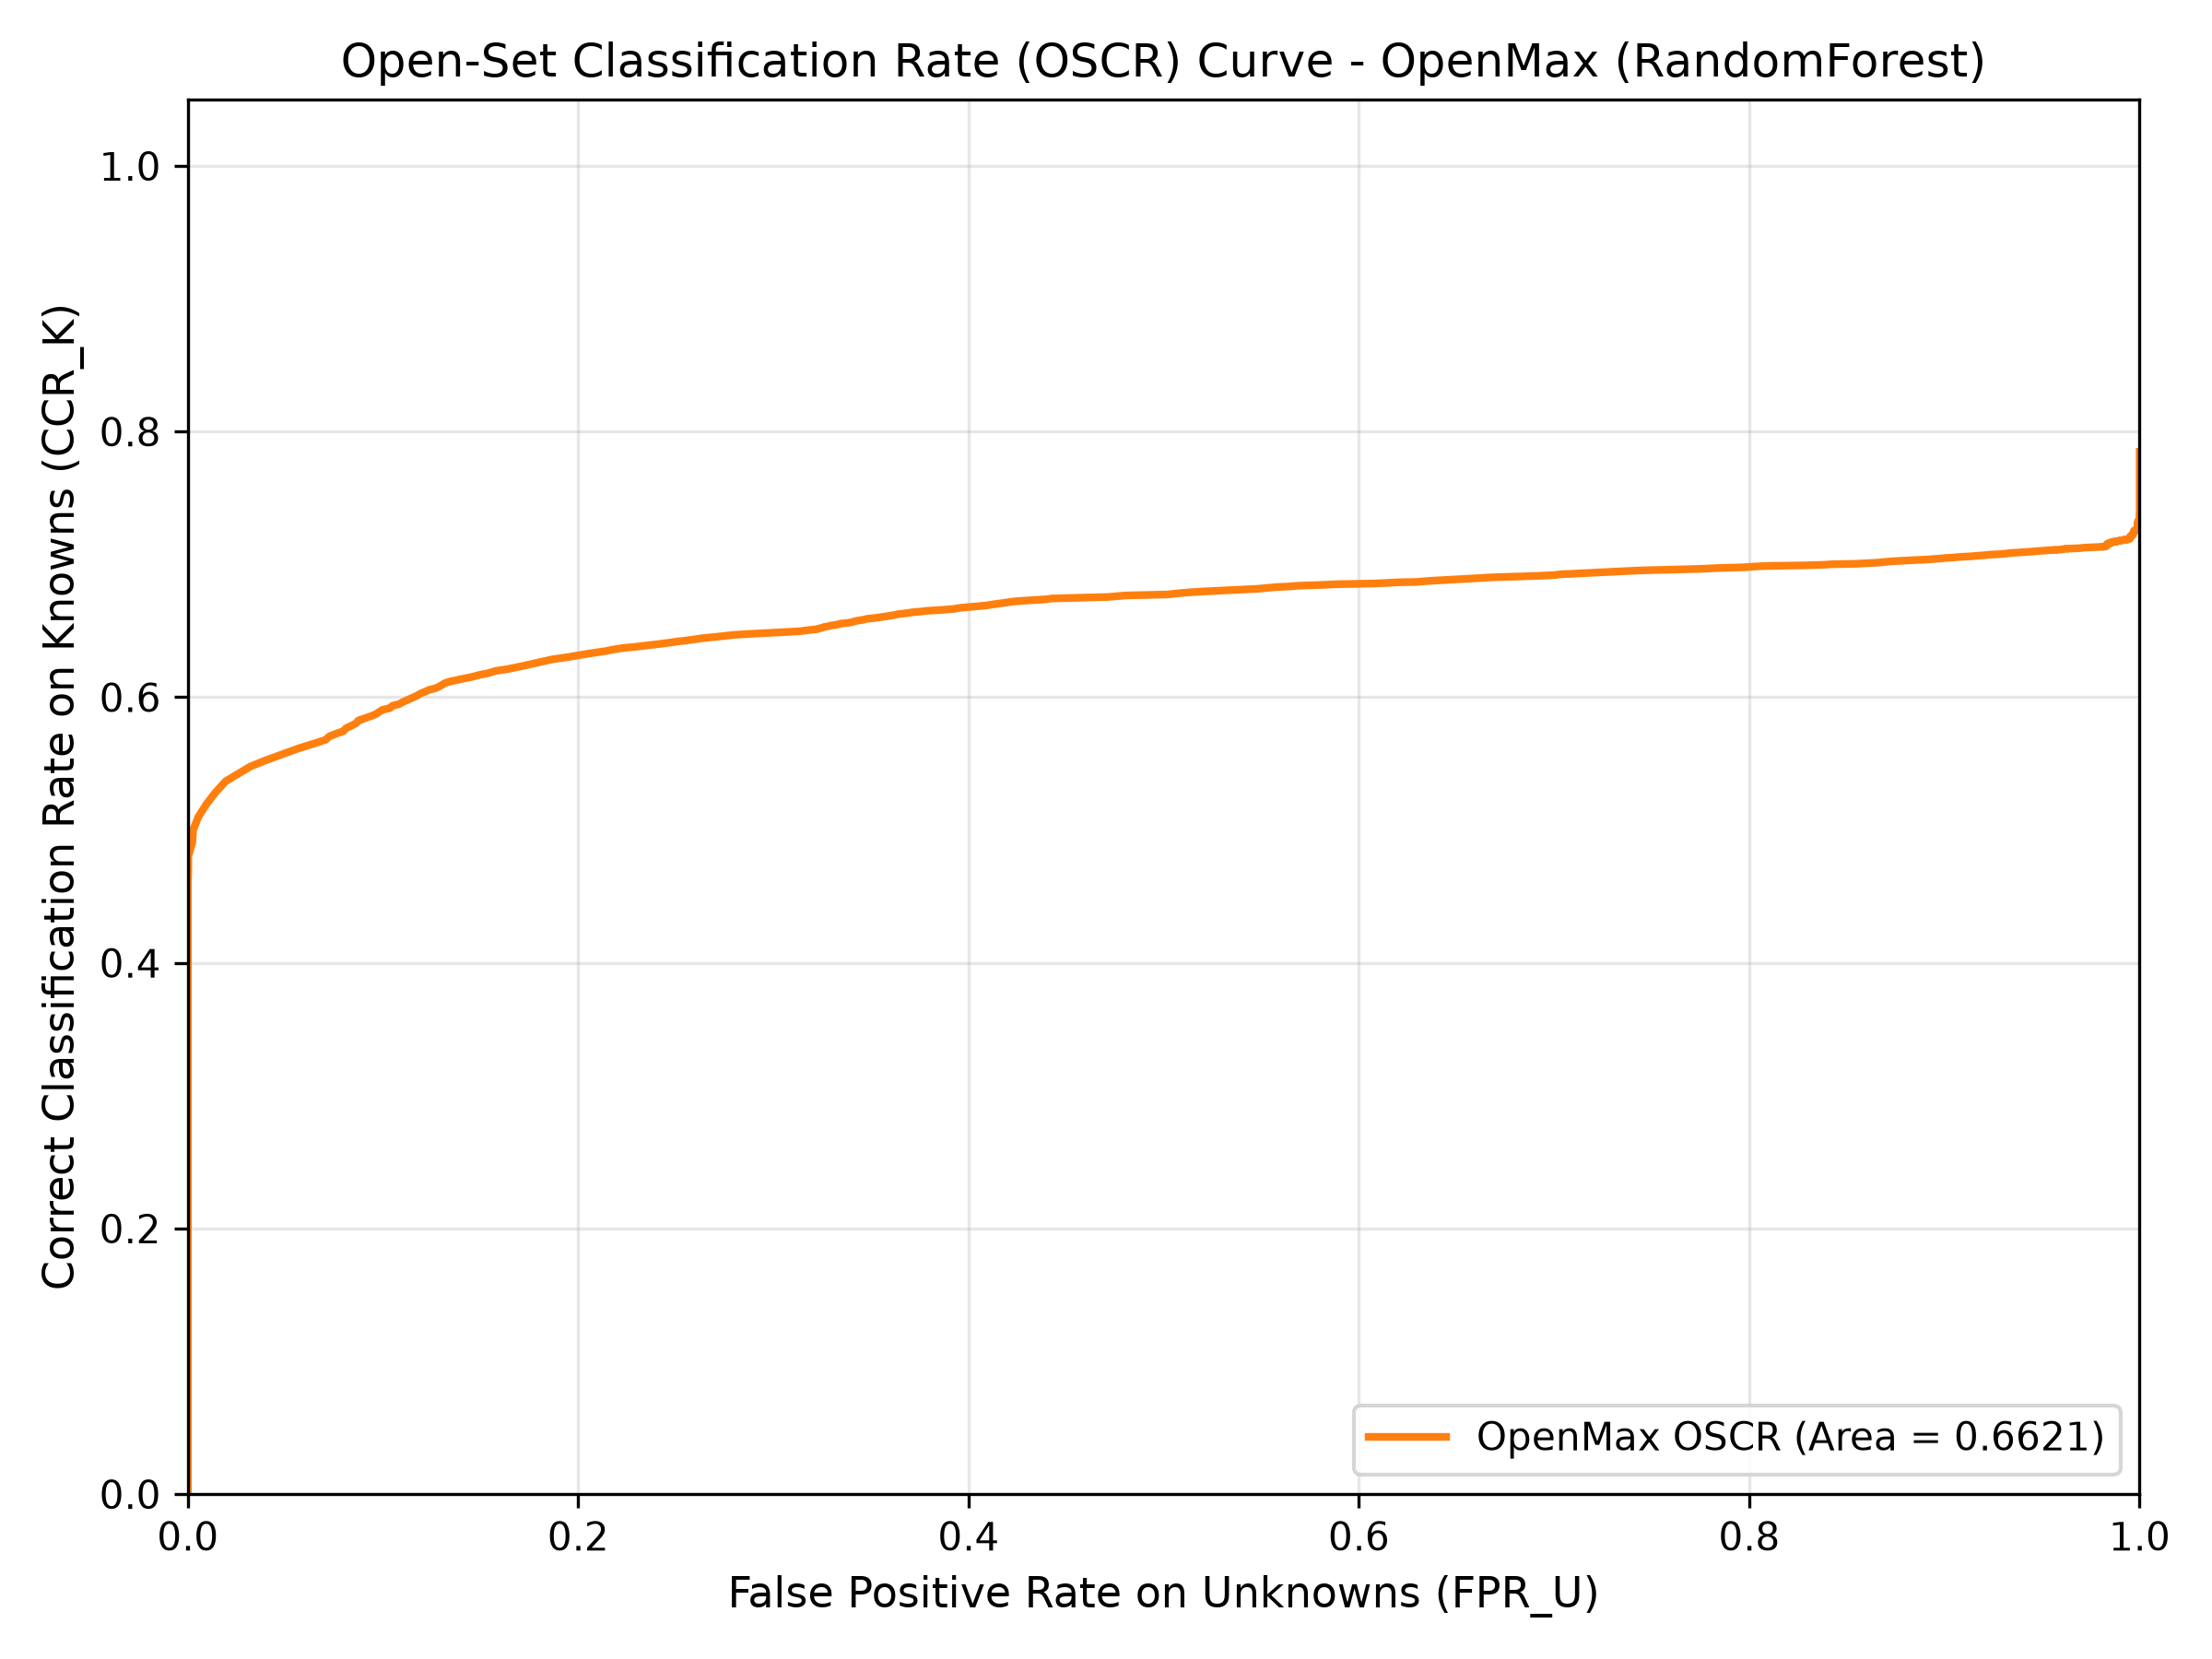 Open-Set Classification Rate (OSCR) Curve - OpenMax (RandomForest)
Correct Classification Rate on Knowns (CCR_K)
1.0
0.8
0.6
0.4
0.2
0.0
OpenMax OSCR (Area = 0.6621)
0.0 0.2 0.4 0.6 0.8 1.0
False Positive Rate on Unknowns (FPR_U)